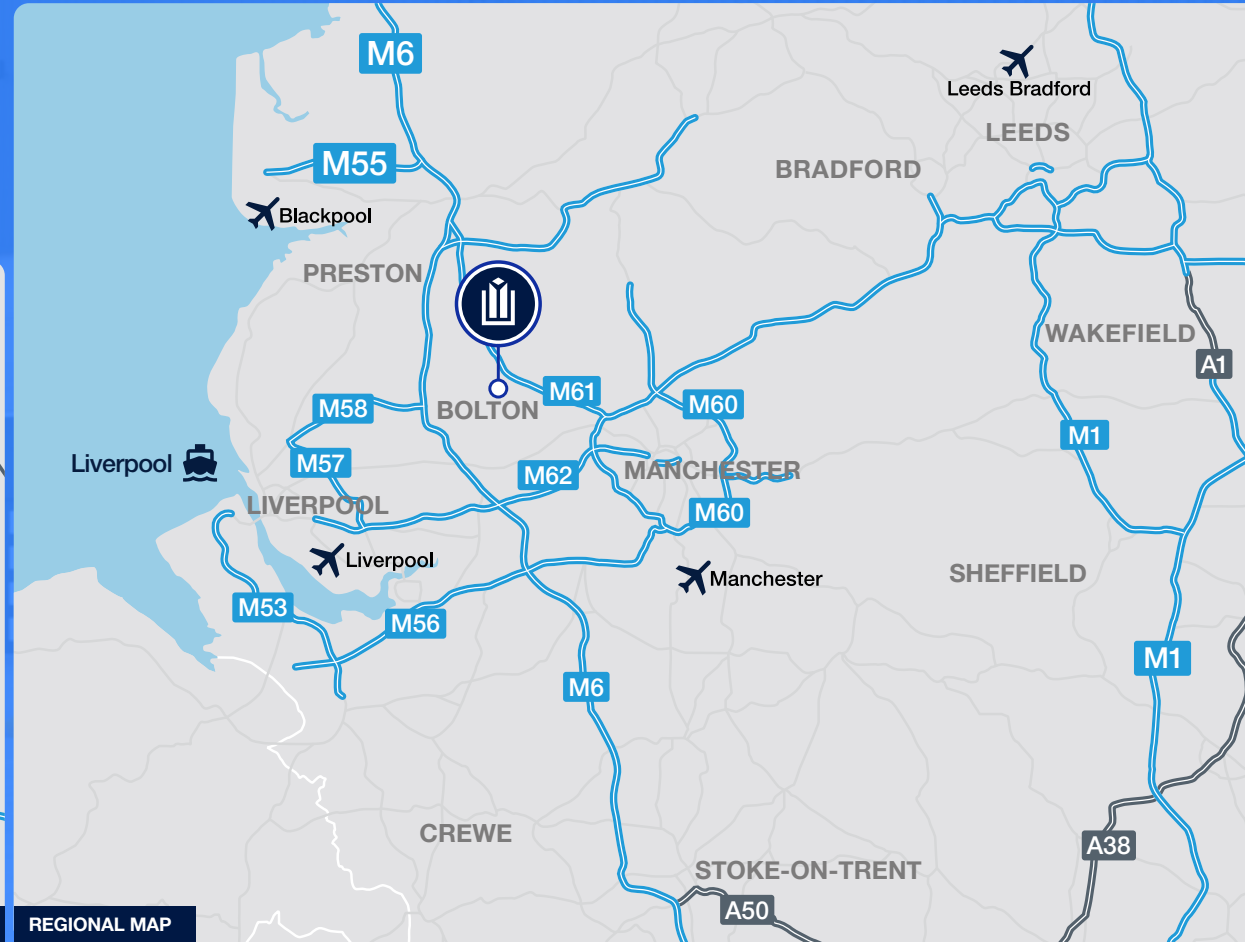 M6
Leeds Bradford
LEEDS
M55
BRADFORD
Blackpool
PRESTON
WAKEFIELD
A1
M61
M58
BOLTON
M60
M1
Liverpool
M57
M62
MANCHESTER
LIVERPOOL
M60
Liverpool
Manchester
SHEFFIELD
M53
M56
M1
M6
CREWE
A38
STOKE-ON-TRENT
A50
REGIONAL MAP